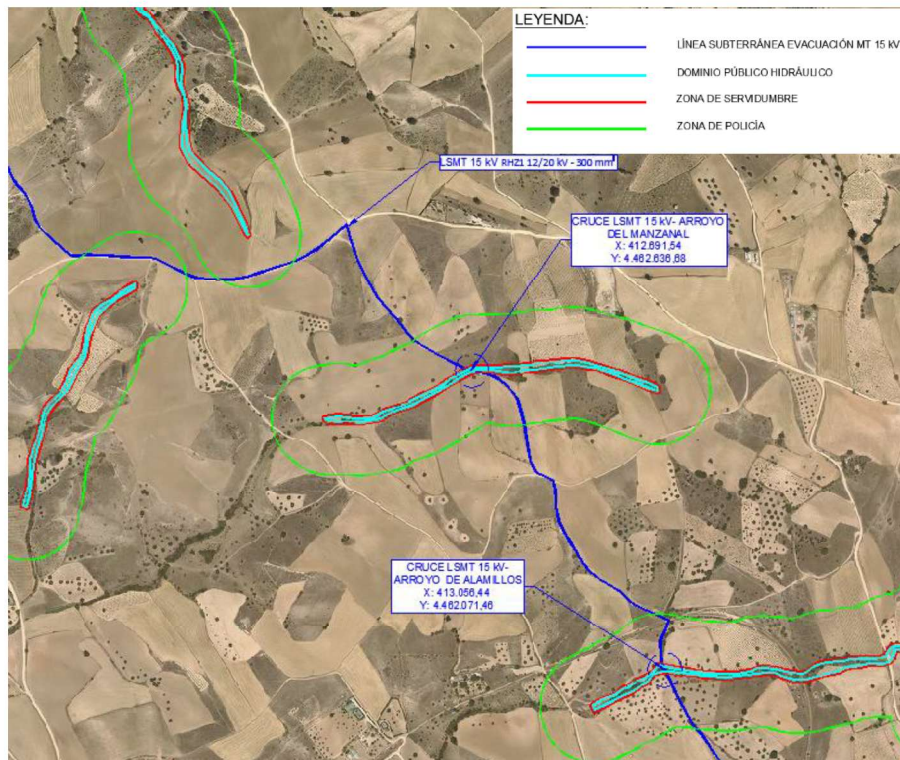 LEYENDA:
LÍNEA SUBTERRÁNEA EVACUACIÓN MT 15 kV
DOMINIO PÚBLICO HIDRÁULICO
ZONA DE SERVIDUMBRE
ZONA DE POLICÍA
LSMT 15 kV RHZ1 12/20 kV - 300 mm²
CRUCE LSMT 15 kV- ARROYO
DEL MANZANAL
X: 412.691,54
Y: 4.462.636,68
CRUCE LSMT 15 kV-
ARROYO DE ALAMILLOS
X: 413.056,44
Y: 4.462.071,46